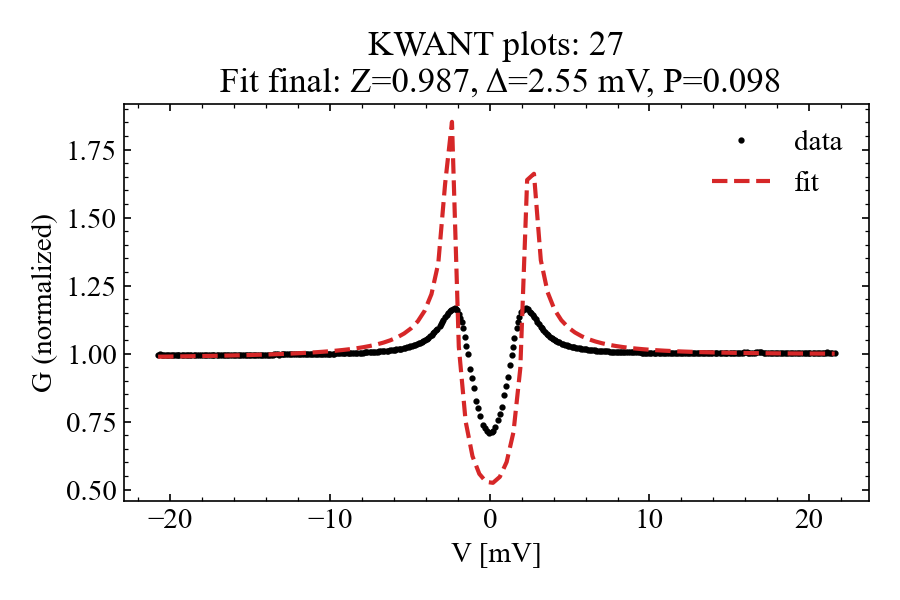 KWANT plots: 27
Fit final: Z=0.987, Δ=2.55 mV, P=0.098
data
fit
G (normalized)
1.75
1.50
1.25
1.00
0.75
0.50
−20
−10
0
10
20
V [mV]